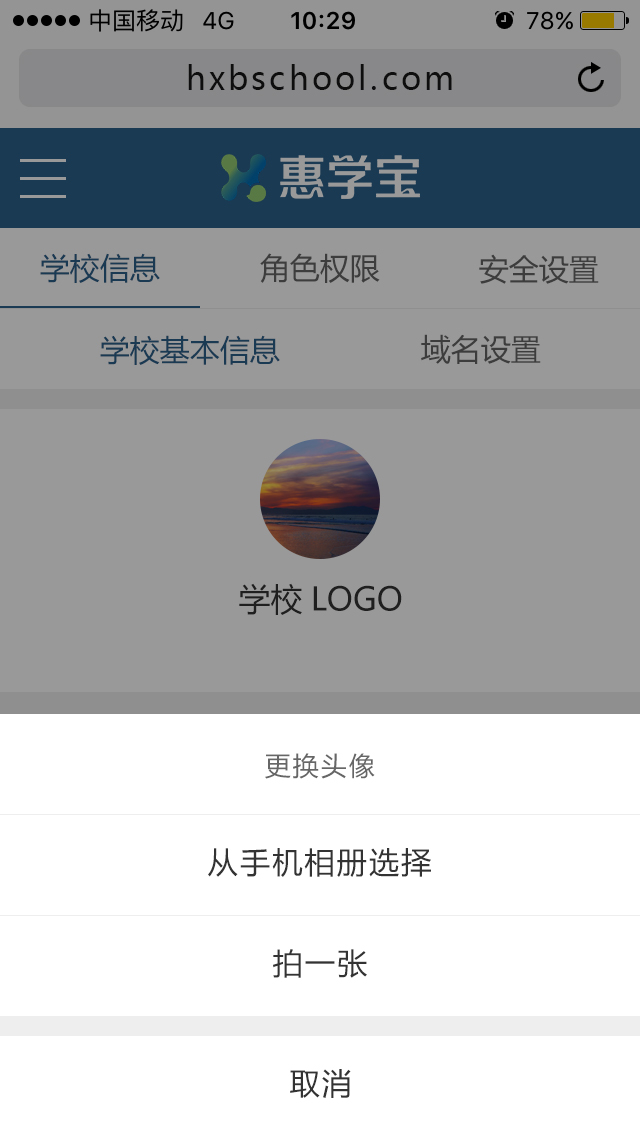 中国移动 4G 10:29 78%
hxbschool.com
惠学宝
学校信息 角色权限 安全设置
学校基本信息 域名设置
学校 LOGO
更换头像
从手机相册选择
拍一张
取消